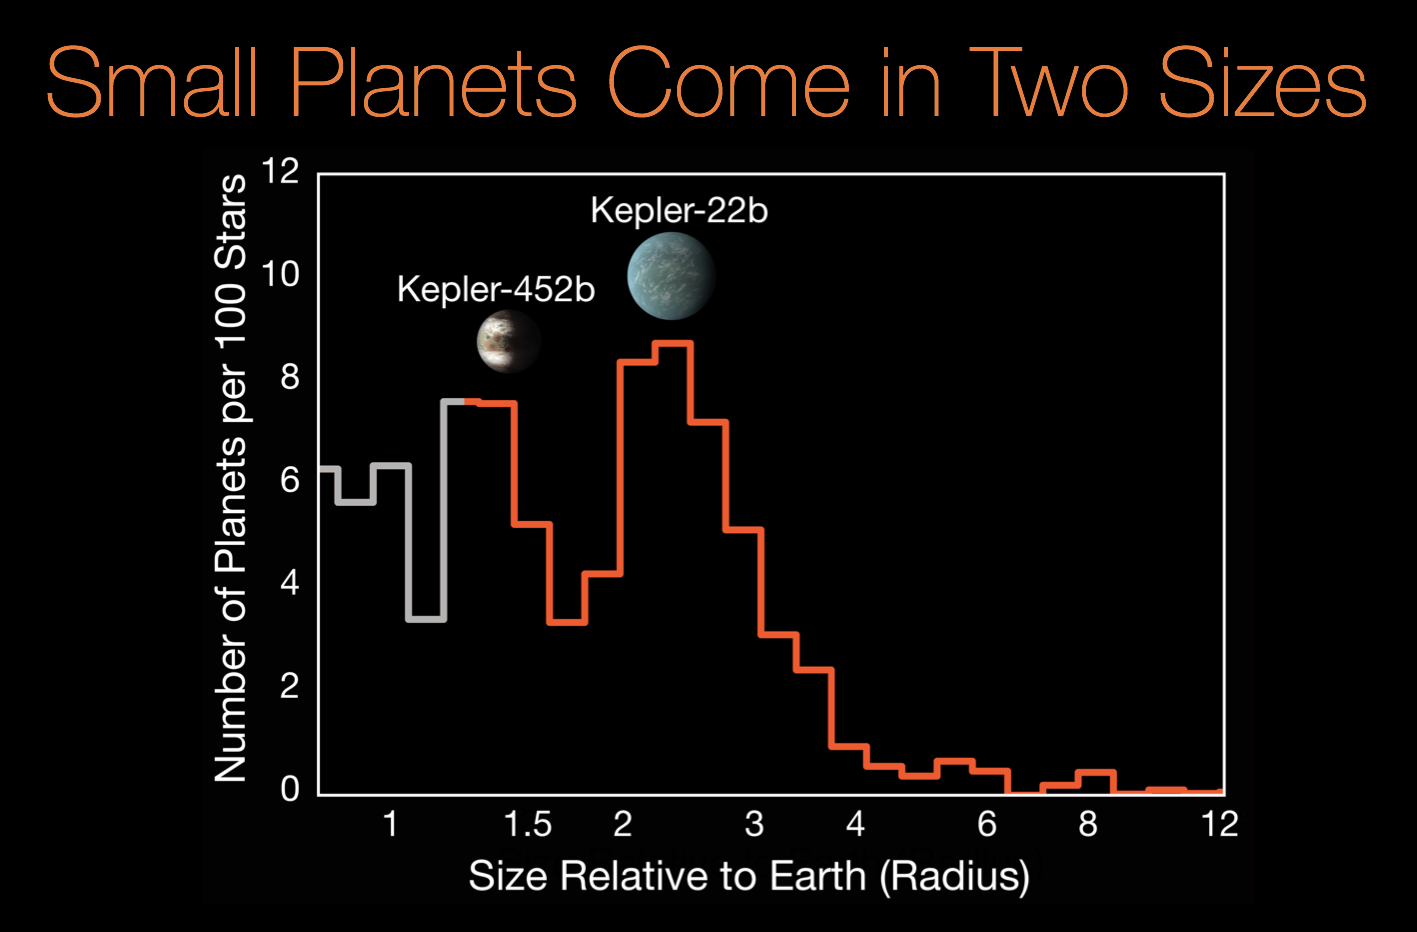 Small Planets Come in Two Sizes
Number of Planets per 100 Stars
12
10
8
6
4
2
0
Kepler-22b
Kepler-452b
1 1.5 2 3 4 6 8 12
Size Relative to Earth (Radius)